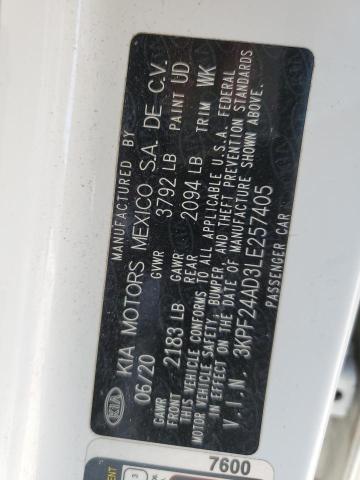 MANUFACTURED BY
KIA KIA MOTORS MEXICO S.A. DE C.V.
06/20 GVWR 3792 LB PAINT UD
GAWR FRONT 2183 LB GAWR REAR 2094 LB TRIM WK
THIS VEHICLE CONFORMS TO ALL APPLICABLE U.S.A. FEDERAL
MOTOR VEHICLE SAFETY, BUMPER, AND THEFT PREVENTION STANDARDS
IN EFFECT ON THE DATE OF MANUFACTURE SHOWN ABOVE.
V.I.N. 3KPF24AD3LE257405
PASSENGER CAR
7600